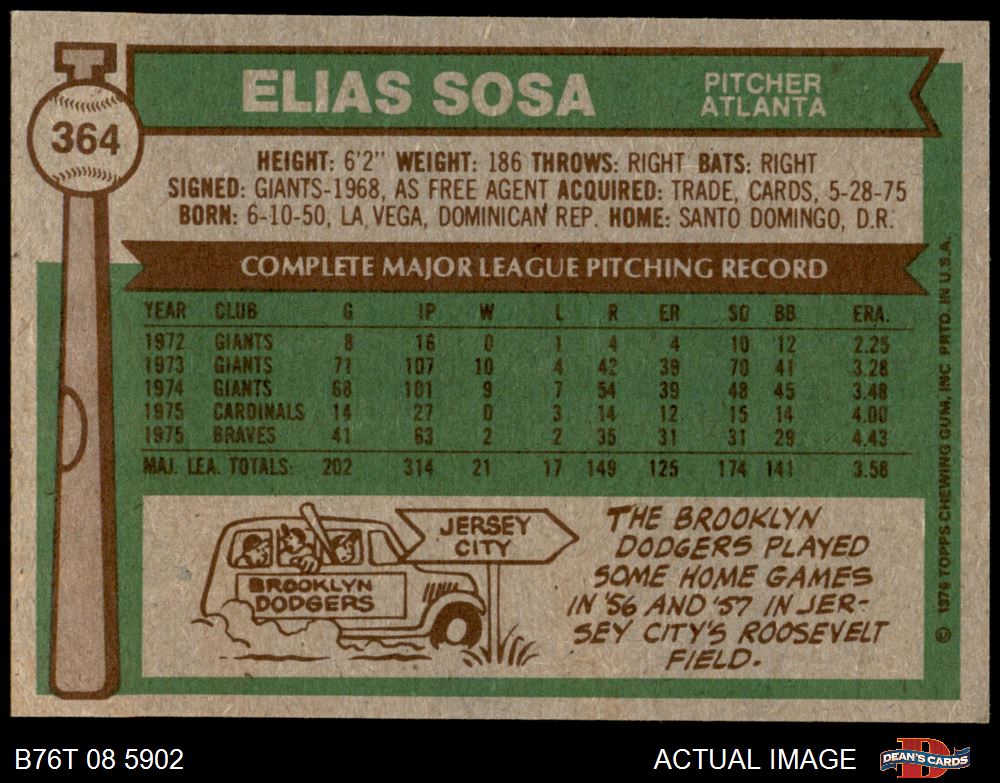 364
ELIAS SOSA
PITCHER
ATLANTA
HEIGHT: 6'2" WEIGHT: 186 THROWS: RIGHT BATS: RIGHT
SIGNED: GIANTS-1968, AS FREE AGENT ACQUIRED: TRADE, CARDS, 5-28-75
BORN: 6-10-50, LA VEGA, DOMINICAN REP. HOME: SANTO DOMINGO, D.R.
COMPLETE MAJOR LEAGUE PITCHING RECORD
YEAR CLUB G IP W L R ER SO BB ERA.
1972 GIANTS 8 16 0 1 4 4 10 12 2.25
1973 GIANTS 71 107 10 4 42 39 70 41 3.28
1974 GIANTS 68 101 9 7 54 39 48 45 3.48
1975 CARDINALS 14 27 0 3 14 12 15 14 4.00
1975 BRAVES 41 63 2 2 35 31 31 29 4.43
MAJ. LEA. TOTALS: 202 314 21 17 149 125 174 141 3.58
JERSEY
CITY
BROOKLYN
DODGERS
THE BROOKLYN
DODGERS PLAYED
SOME HOME GAMES
IN '56 AND '57 IN JER-
SEY CITY'S ROOSEVELT
FIELD.
© 1976 TOPPS CHEWING GUM, INC PRTD. IN U.S.A.
B76T 08 5902
ACTUAL IMAGE
DEAN'S CARDS